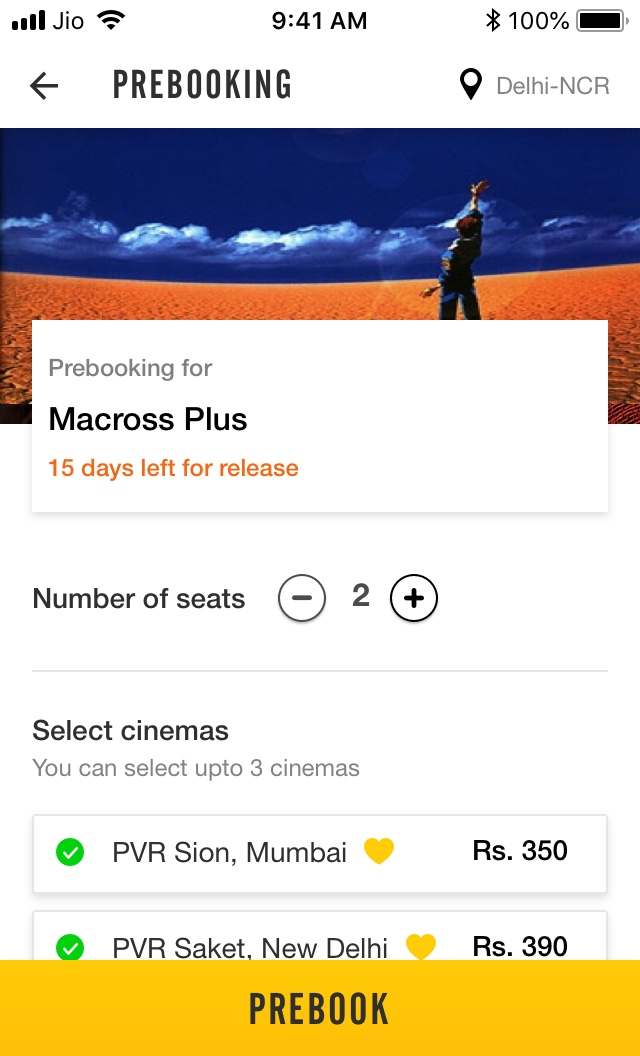 Jio 9:41 AM 100%
PREBOOKING Delhi-NCR
Prebooking for
Macross Plus
15 days left for release
Number of seats 2
Select cinemas
You can select upto 3 cinemas
PVR Sion, Mumbai Rs. 350
PVR Saket, New Delhi Rs. 390
PREBOOK